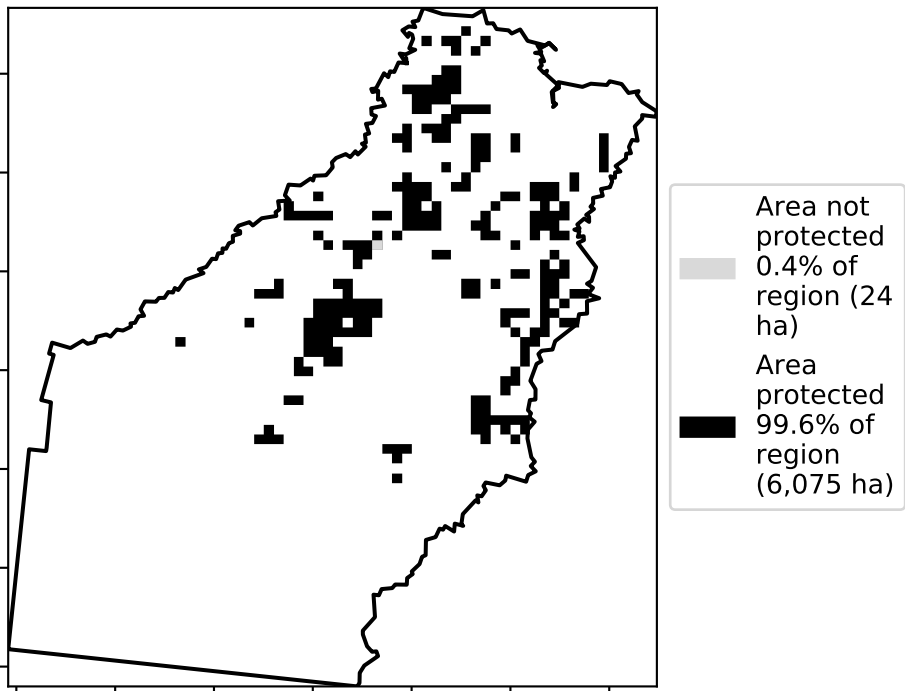 Area not
protected
0.4% of
region (24
ha)
Area
protected
99.6% of
region
(6,075 ha)